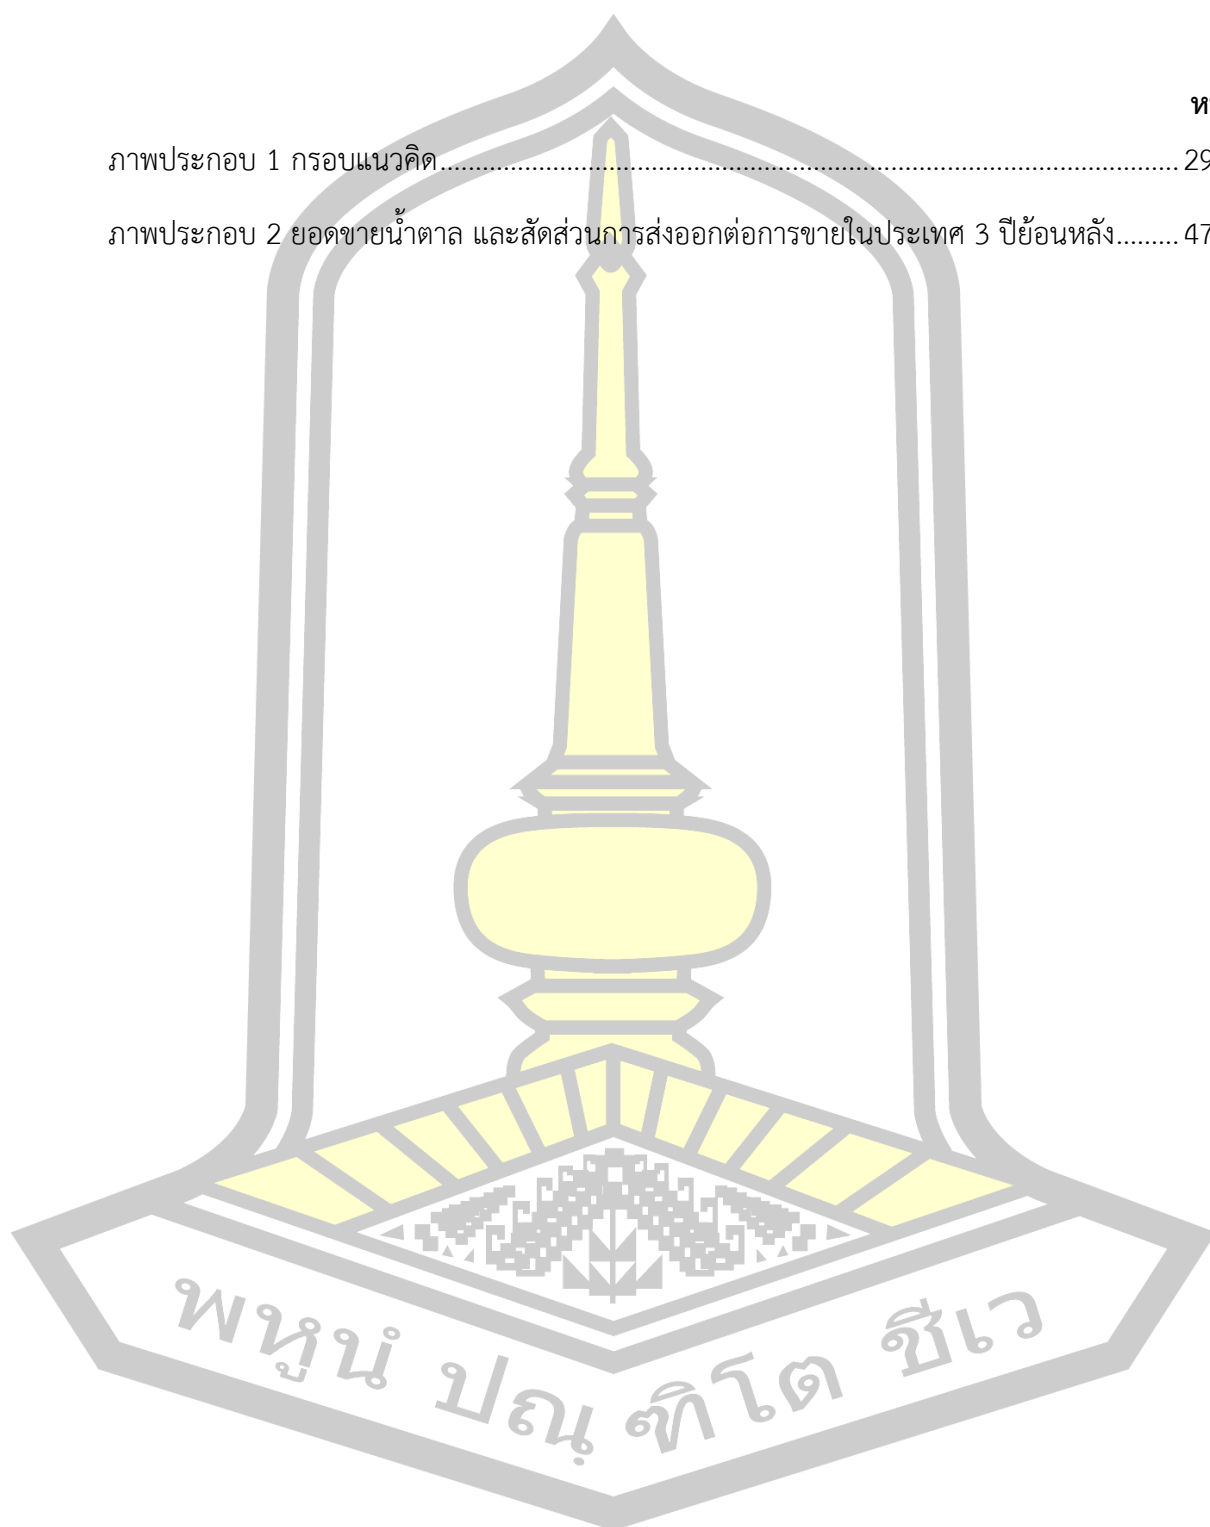 ภาพประกอบ 1 กรอบแนวคิด.......................................................................................................... 29
ภาพประกอบ 2 ยอดขายน้ำตาล และสัดส่วนการส่งออกต่อการขายในประเทศ 3 ปีย้อนหลัง......... 47
พหูนํ ปณฺฑิโต ชีเว